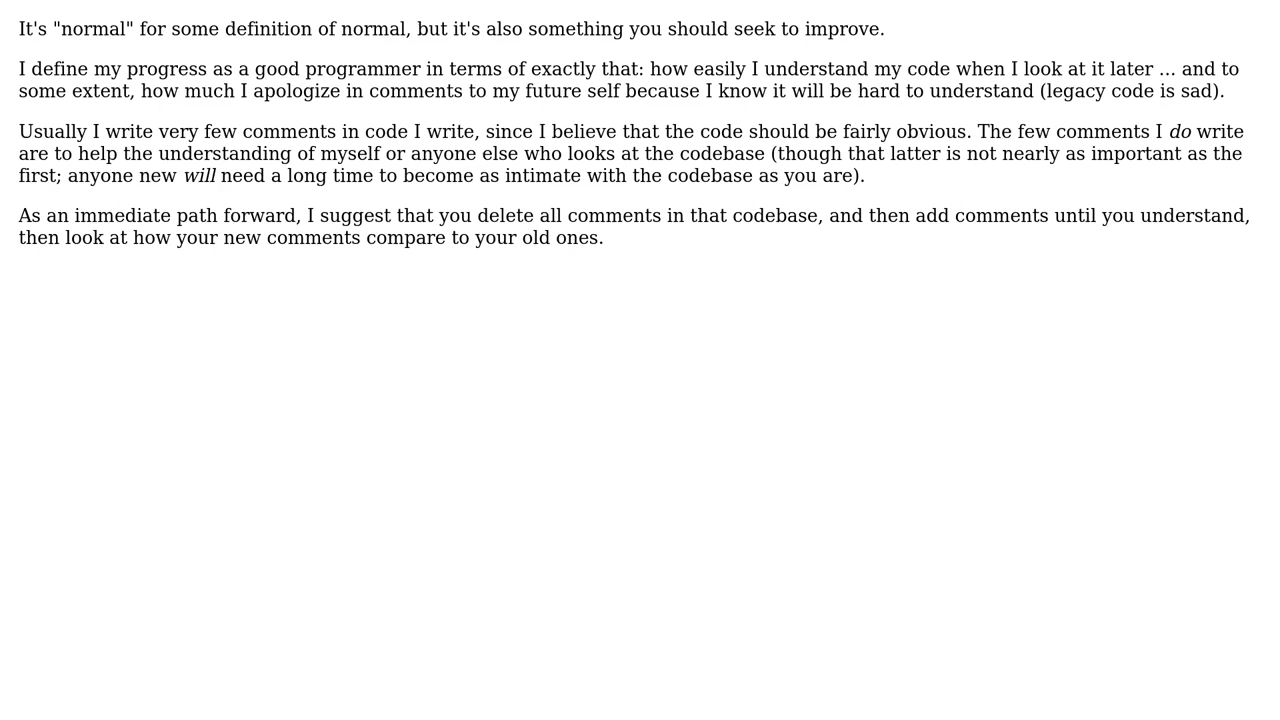 It's "normal" for some definition of normal, but it's also something you should seek to improve.
I define my progress as a good programmer in terms of exactly that: how easily I understand my code when I look at it later ... and to
some extent, how much I apologize in comments to my future self because I know it will be hard to understand (legacy code is sad).
Usually I write very few comments in code I write, since I believe that the code should be fairly obvious. The few comments I do write
are to help the understanding of myself or anyone else who looks at the codebase (though that latter is not nearly as important as the
first; anyone new will need a long time to become as intimate with the codebase as you are).
As an immediate path forward, I suggest that you delete all comments in that codebase, and then add comments until you understand,
then look at how your new comments compare to your old ones.